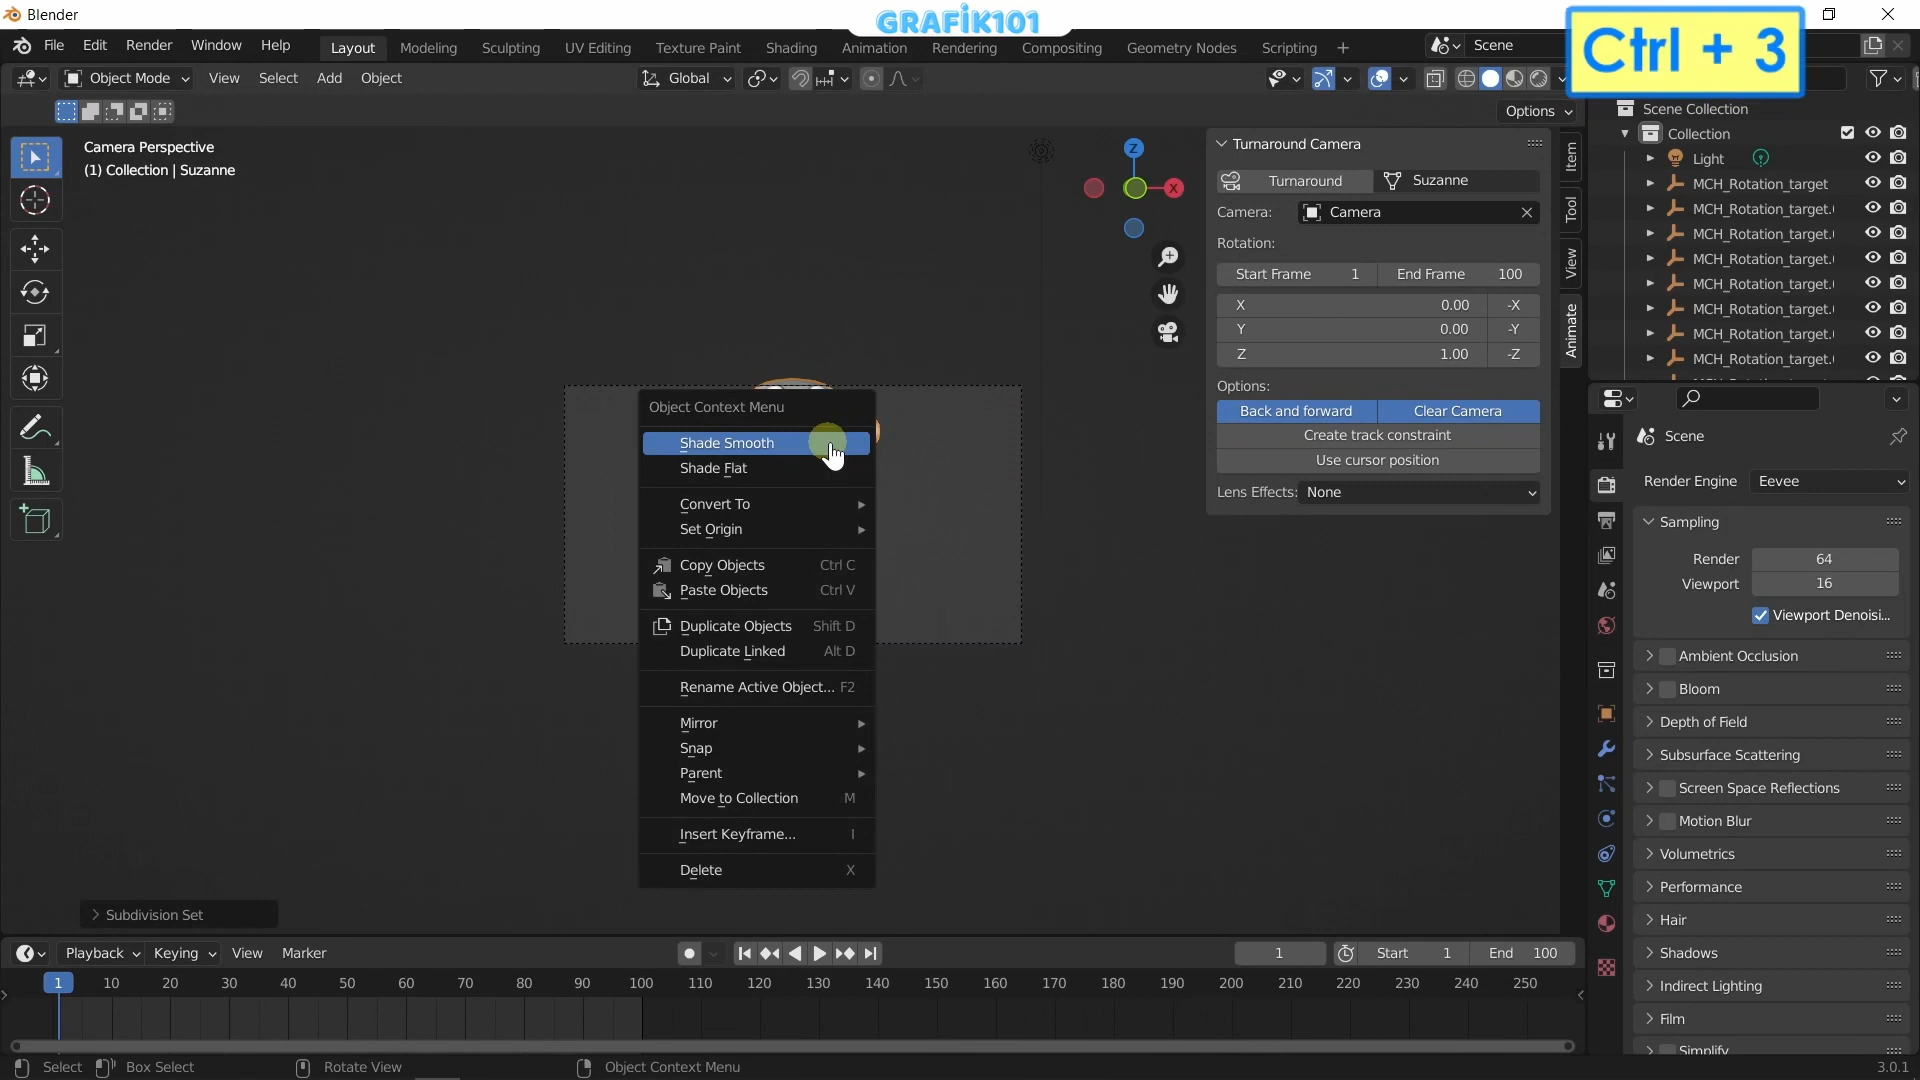 Blender
GRAFİK101
Ctrl + 3
File Edit Render Window Help
Layout Modeling Sculpting UV Editing Texture Paint Shading Animation Rendering Compositing Geometry Nodes Scripting +
Scene
Object Mode View Select Add Object
Global
Options
Camera Perspective
(1) Collection | Suzanne
Z
X
Turnaround Camera
Turnaround Suzanne
Camera: Camera
Rotation:
Start Frame 1 End Frame 100
X 0.00 -X
Y 0.00 -Y
Z 1.00 -Z
Options:
Back and forward Clear Camera
Create track constraint
Use cursor position
Lens Effects: None
Item
Tool
View
Animate
Scene Collection
Collection
Light
MCH_Rotation_target
MCH_Rotation_target.
MCH_Rotation_target.
MCH_Rotation_target.
MCH_Rotation_target.
MCH_Rotation_target.
MCH_Rotation_target.
MCH_Rotation_target.
Scene
Render Engine Eevee
Sampling
Render 64
Viewport 16
Viewport Denoisi...
Ambient Occlusion
Bloom
Depth of Field
Subsurface Scattering
Screen Space Reflections
Motion Blur
Volumetrics
Performance
Hair
Shadows
Indirect Lighting
Film
Simplify
Object Context Menu
Shade Smooth
Shade Flat
Convert To
Set Origin
Copy Objects Ctrl C
Paste Objects Ctrl V
Duplicate Objects Shift D
Duplicate Linked Alt D
Rename Active Object... F2
Mirror
Snap
Parent
Move to Collection M
Insert Keyframe... I
Delete X
Subdivision Set
Playback Keying View Marker
1 Start 1 End 100
1 10 20 30 40 50 60 70 80 90 100 110 120 130 140 150 160 170 180 190 200 210 220 230 240 250
Select Box Select Rotate View Object Context Menu 3.0.1